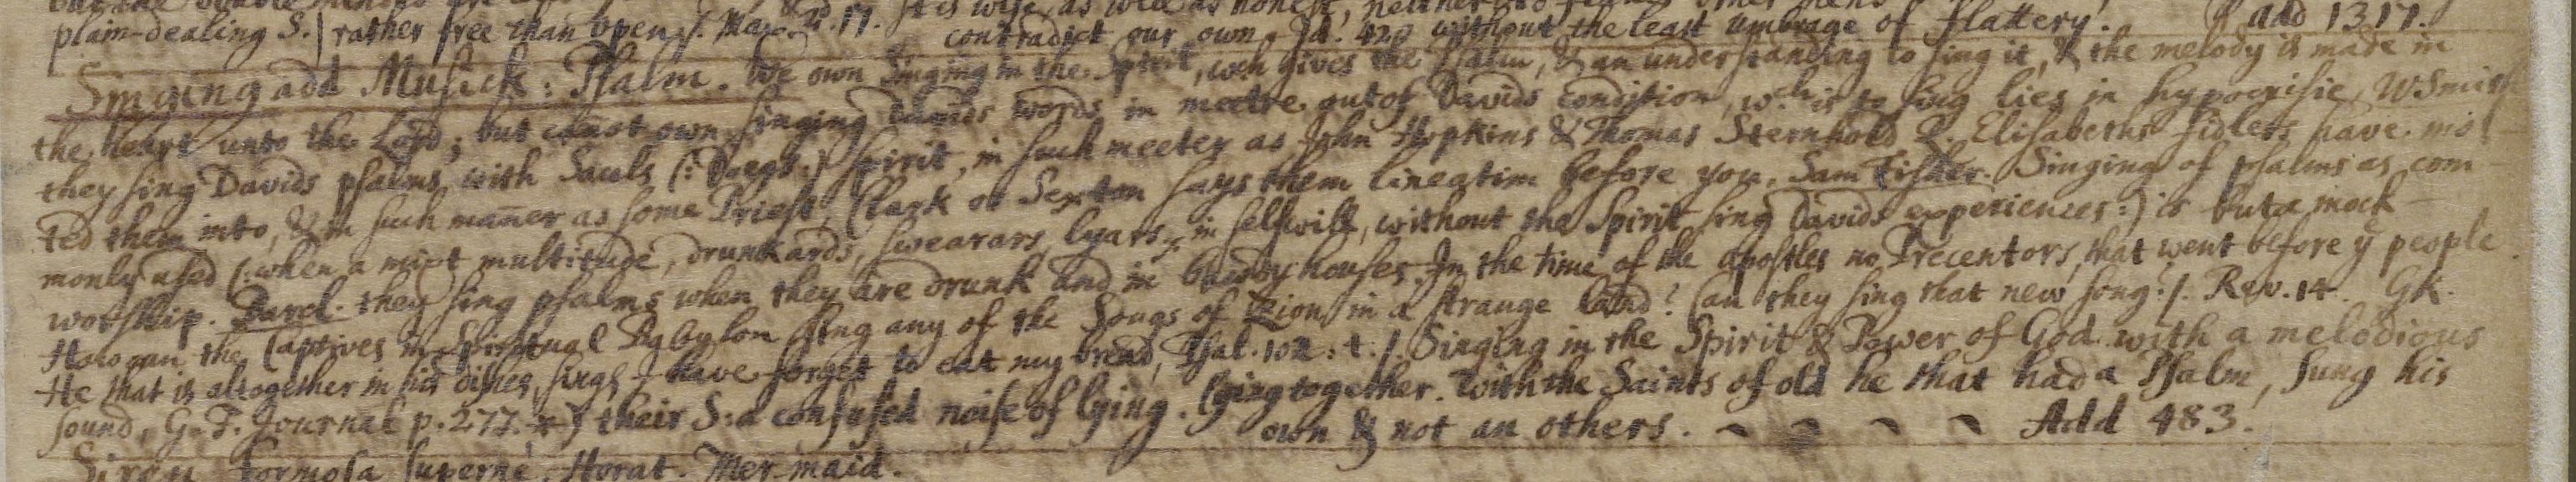 plain-dealing S. | rather free than open. /. Max. 2d. 17. It is wise as well as honest, neither to
contradict our own. Id. 420 without the least umbrage of flattery. add 1317.
Singing add Musick: Psalm. We own Singing in the Spirit, wch gives the Psalm, & an understanding to sing it, & the melody is made in
the heart unto the Lord; but canot own singing Davids words in meetre out of Davids condition, wch is to sing lies in hypocrisie, WSmith
they sing Davids psalms with Sauls (: Doegs :) spirit, in such meeter as John Hopkins & Thomas Sternhold Q. Elisabeths fidlers have mol-
ted them into, & in such maner as some Priest, Clark or Sexton says them lineatim before you, Sam Fisher. Singing of psalms as com-
monly used (: when a mixt multitude, drunkards, swearars, lyars, in selfwill, without the Spirit sing Davids experiences :) is but a mock-
worship. Barcl. they sing psalms when they are drunk and in bawdy houses. In the time of the apostles no Precentors, that went before ye people.
How can the Captives in Spiritual Babylon sing any of the Songs of Zion in a strange land? Can they sing that new song? /. Rev. 14. GK.
He that is altogether in his dishes, sings I have forgot to eat my bread, Psal. 102: 4. /. Singing in the Spirit & Power of God with a melodious
sound, G. F. Journal p. 277. their S: a confused noise of lying. lying together. With the Saints of old he that had a Psalm, sung his
own & not an others. - - - - Add 483.
Siren Formosa superne, Horat. Mer-maid.